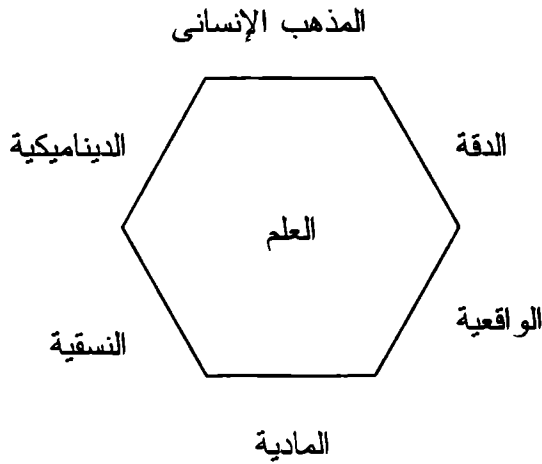 المذهب الإنسانى
الدقة
الديناميكية
العلم
الواقعية
النسقية
المادية